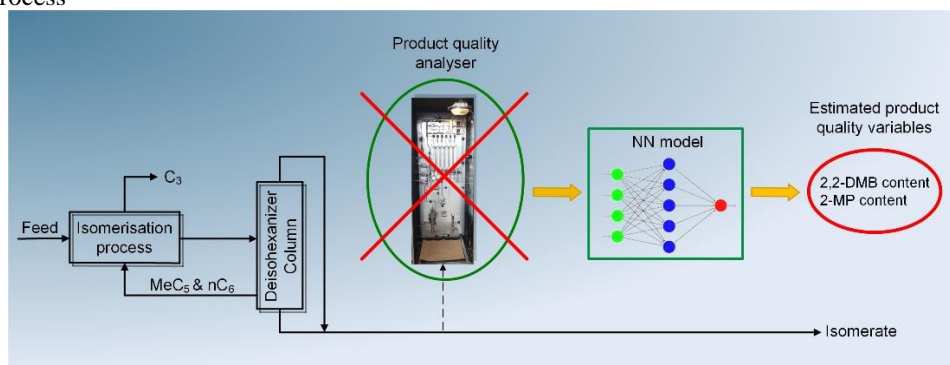 Product quality
analyser
Estimated product
quality variables
NN model
C₃
2,2-DMB content
2-MP content
Feed
Isomerisation
process
Deisohexanizer
Column
MeC₅ & nC₆
Isomerate